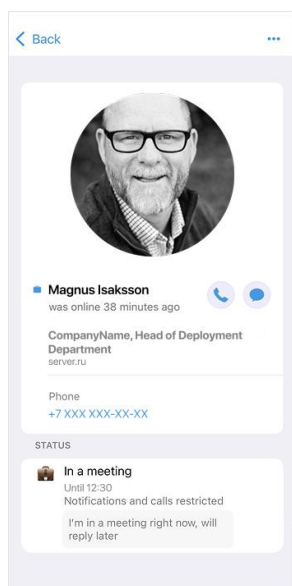 Back
Magnus Isaksson
was online 38 minutes ago
CompanyName, Head of Deployment
Department
server.ru
Phone
+7 XXX XXX-XX-XX
STATUS
In a meeting
Until 12:30
Notifications and calls restricted
I'm in a meeting right now, will
reply later